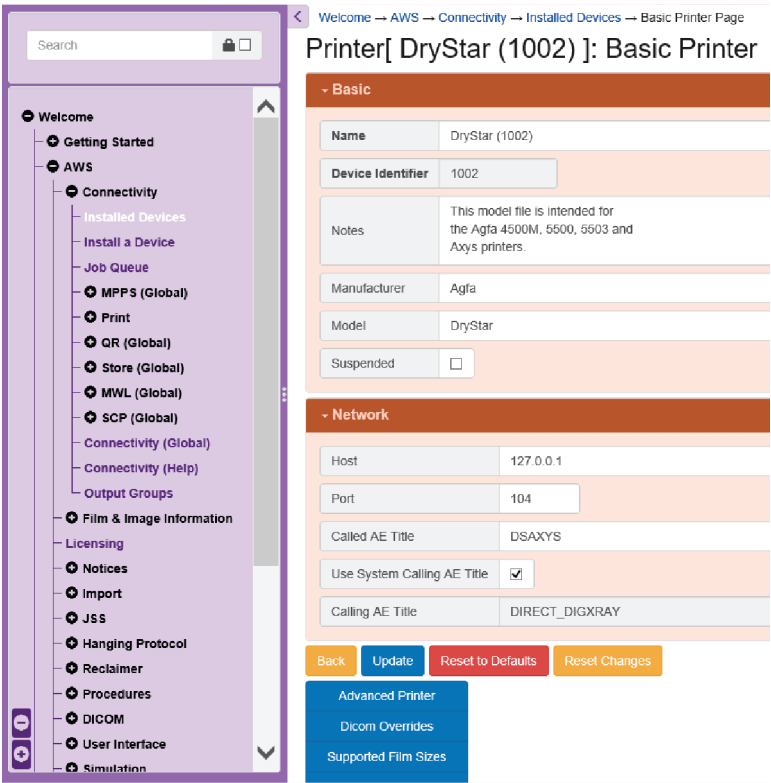 Search
Welcome
Getting Started
AWS
Connectivity
Installed Devices
Install a Device
Job Queue
MPPS (Global)
Print
QR (Global)
Store (Global)
MWL (Global)
SCP (Global)
Connectivity (Global)
Connectivity (Help)
Output Groups
Film & Image Information
Licensing
Notices
Import
JSS
Hanging Protocol
Reclaimer
Procedures
DICOM
User Interface
Simulation
Welcome → AWS → Connectivity → Installed Devices → Basic Printer Page
Printer[ DryStar (1002) ]: Basic Printer
Basic
Name DryStar (1002)
Device Identifier 1002
Notes
This model file is intended for
the Agfa 4500M, 5500, 5503 and
Axys printers.
Manufacturer Agfa
Model DryStar
Suspended
Network
Host 127.0.0.1
Port 104
Called AE Title DSAXYS
Use System Calling AE Title
Calling AE Title DIRECT_DIGXRAY
Back Update Reset to Defaults Reset Changes
Advanced Printer
Dicom Overrides
Supported Film Sizes